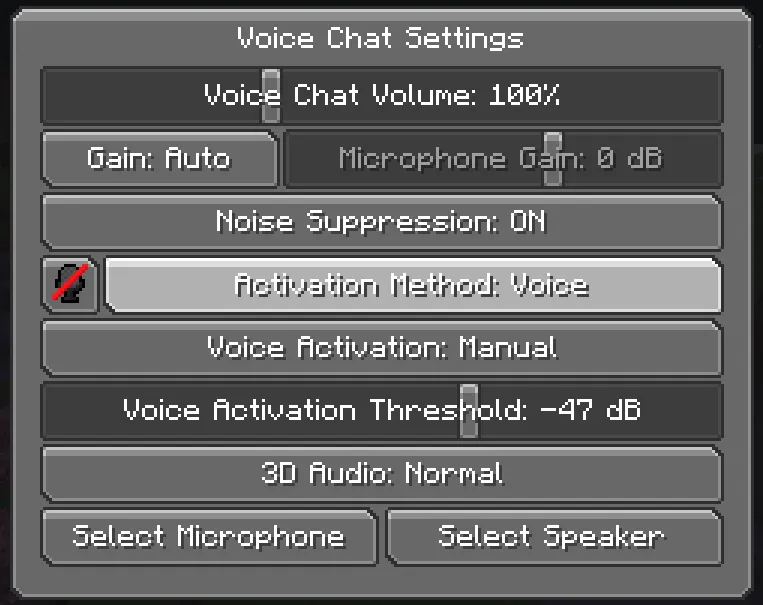 Voice Chat Settings
Voice Chat Volume: 100%
Gain: Auto
Microphone Gain: 0 dB
Noise Suppression: ON
Activation Method: Voice
Voice Activation: Manual
Voice Activation Threshold: -47 dB
3D Audio: Normal
Select Microphone
Select Speaker